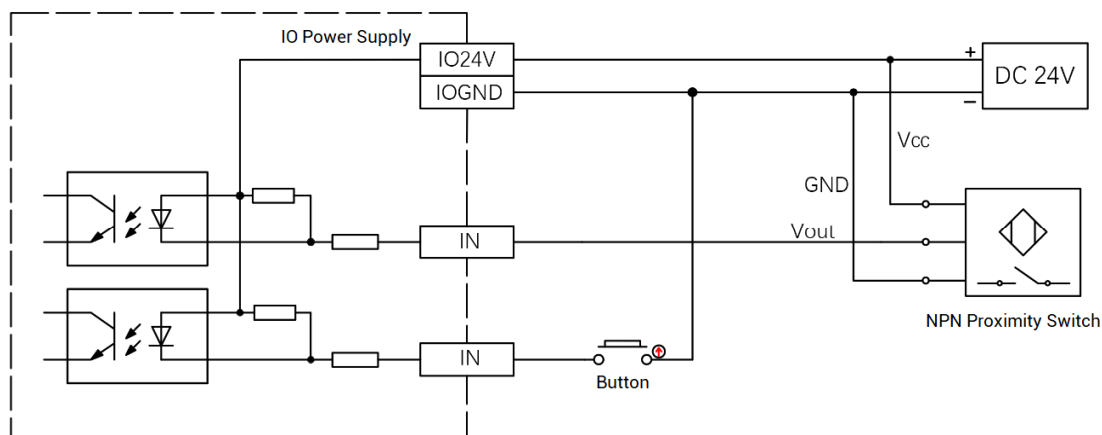 IO Power Supply
IO24V
IOGND
+
−
DC 24V
Vcc
GND
Vout
IN
NPN Proximity Switch
IN
Button